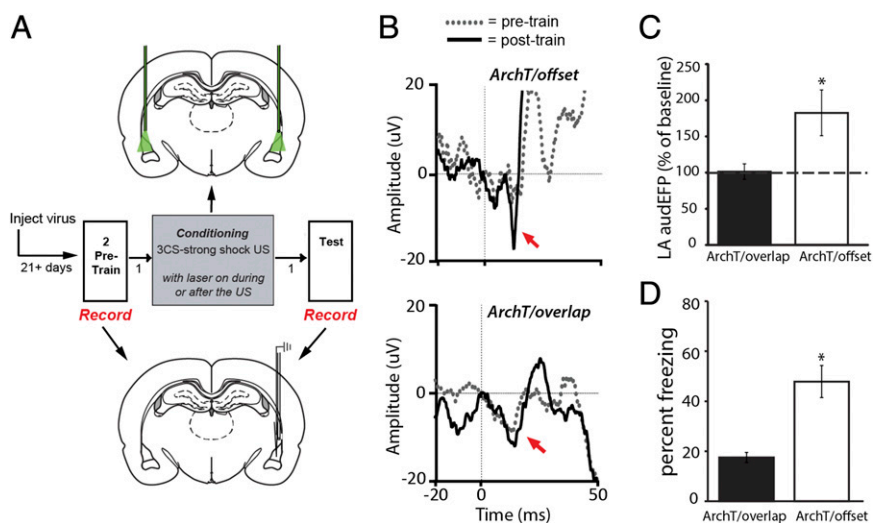 A
Inject virus
21+ days
2
Pre-
Train
1
Conditioning
3CS-strong shock US
with laser on during
or after the US
1
Test
Record
Record
B
= pre-train
= post-train
ArchT/offset
Amplitude (uV)
20
0
-20
ArchT/overlap
Amplitude (uV)
20
0
-20
-20
0
50
Time (ms)
C
LA audEFP (% of baseline)
250
200
150
100
50
0
*
ArchT/overlap
ArchT/offset
D
percent freezing
80
60
40
20
0
*
ArchT/overlap
ArchT/offset